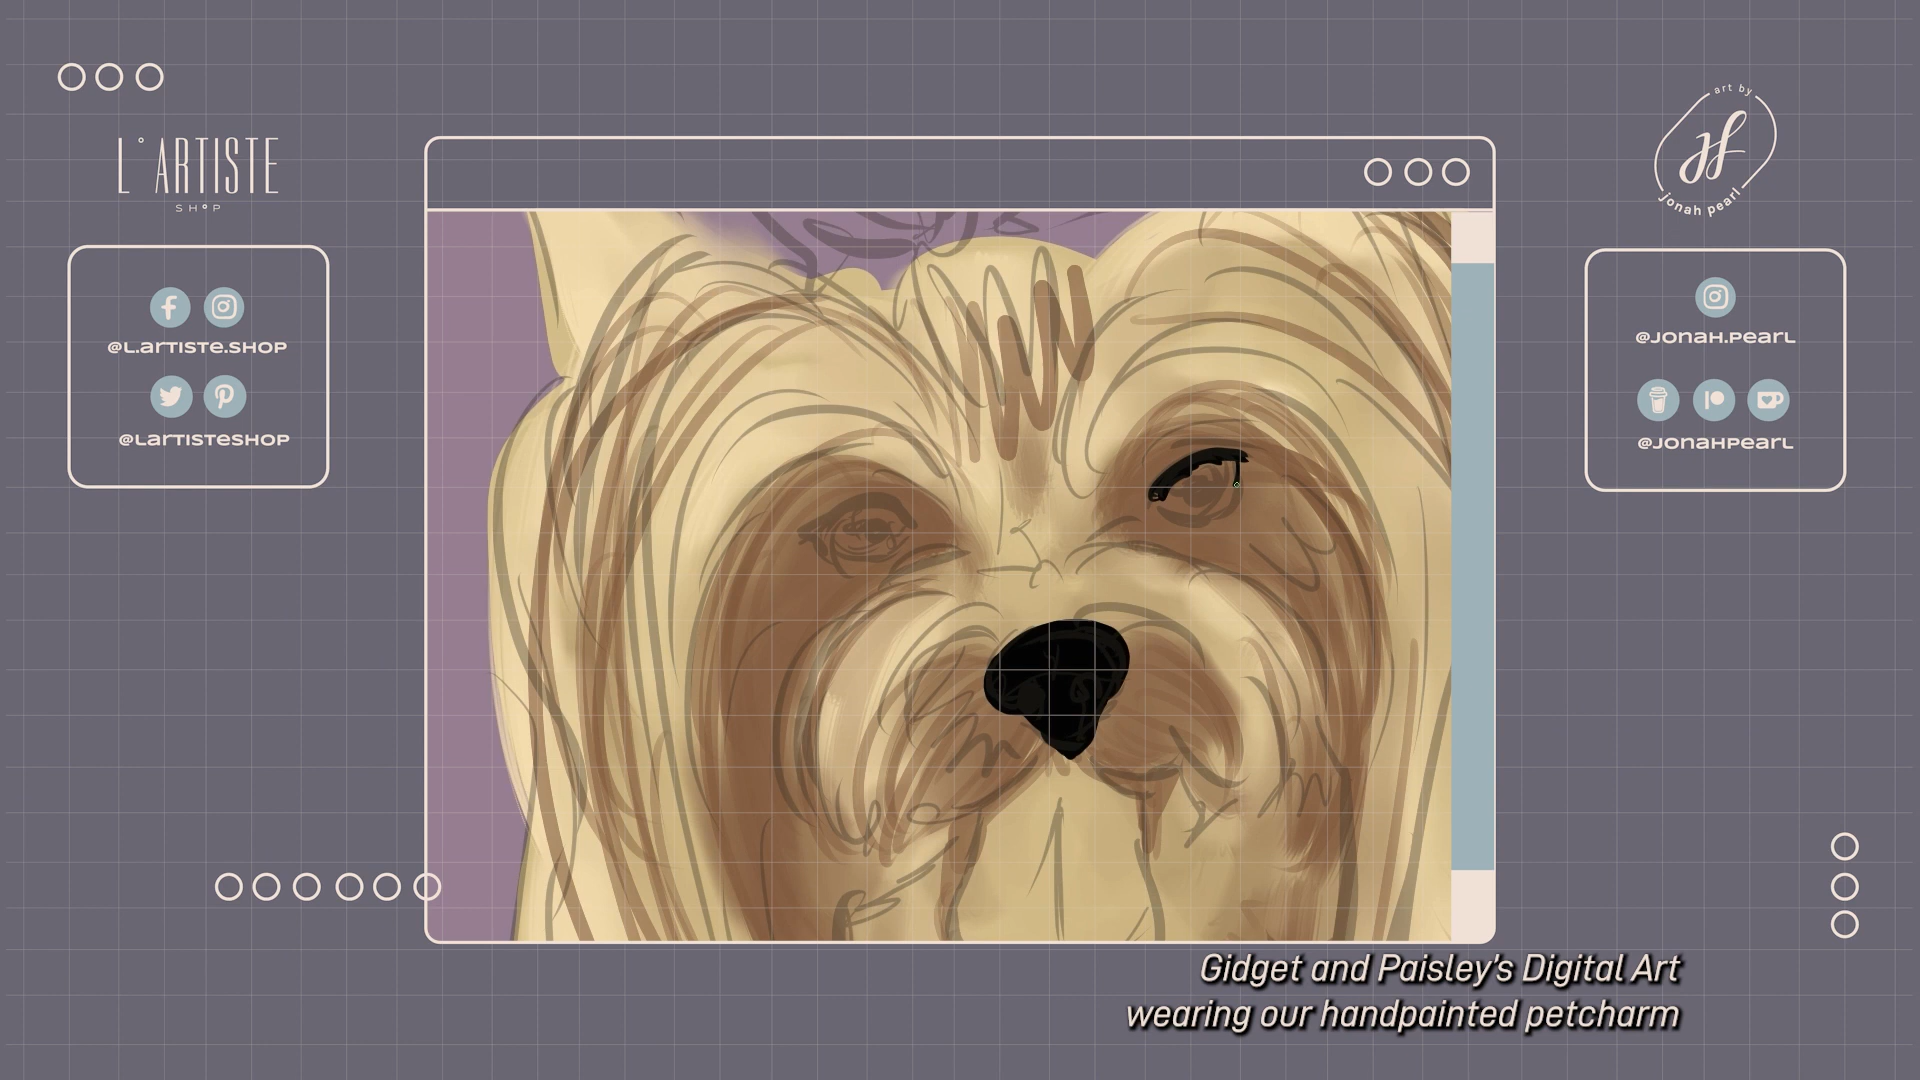 L'ARTISTE
SHOP
@L.ARTISTE.SHOP
@LARTISTESHOP
art by
jonah pearl
@JONAH.PEARL
@JONAHPEARL
Gidget and Paisley's Digital Art
wearing our handpainted petcharm